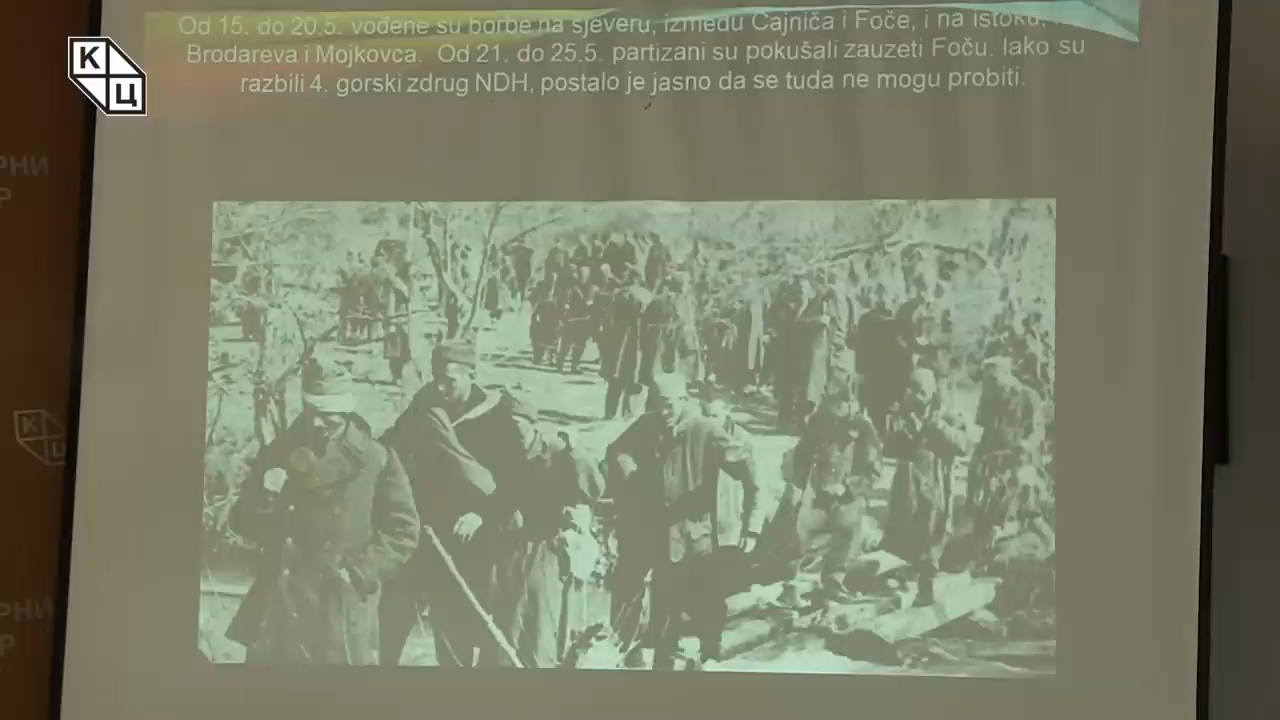 Od 15. do 20.5. vođene su borbe na sjeveru, između Čajniča i Foče, i na istoku,
Brodareva i Mojkovca. Od 21. do 25.5. partizani su pokušali zauzeti Foču. Iako su
razbili 4. gorski zdrug NDH, postalo je jasno da se tuda ne mogu probiti.
К
Ц
РНИ
Р
К
Ц
РНИ
Р